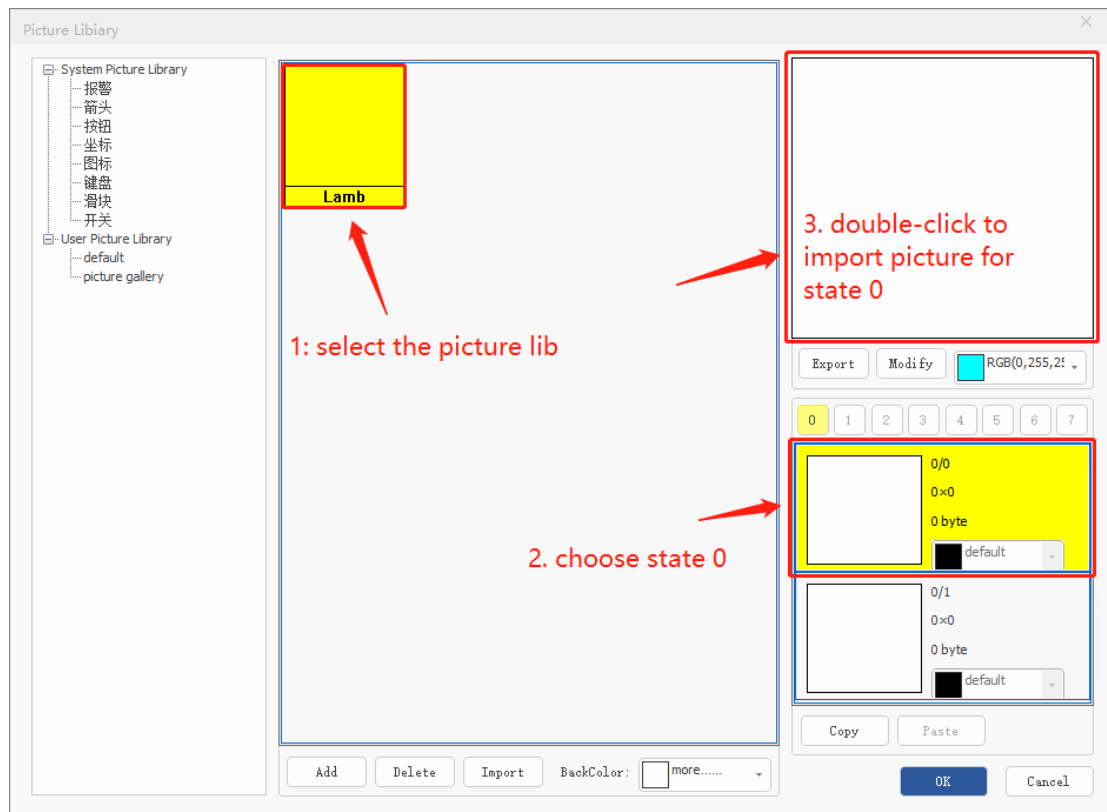 Picture Libiary
System Picture Library
报警
箭头
按钮
坐标
图标
键盘
滑块
开关
User Picture Library
default
picture gallery
Lamb
1: select the picture lib
2. choose state 0
3. double-click to
import picture for
state 0
Export Modify RGB(0,255,25
0 1 2 3 4 5 6 7
0/0
0×0
0 byte
default
0/1
0×0
0 byte
default
Copy Paste
Add Delete Import BackColor: more......
OK Cancel